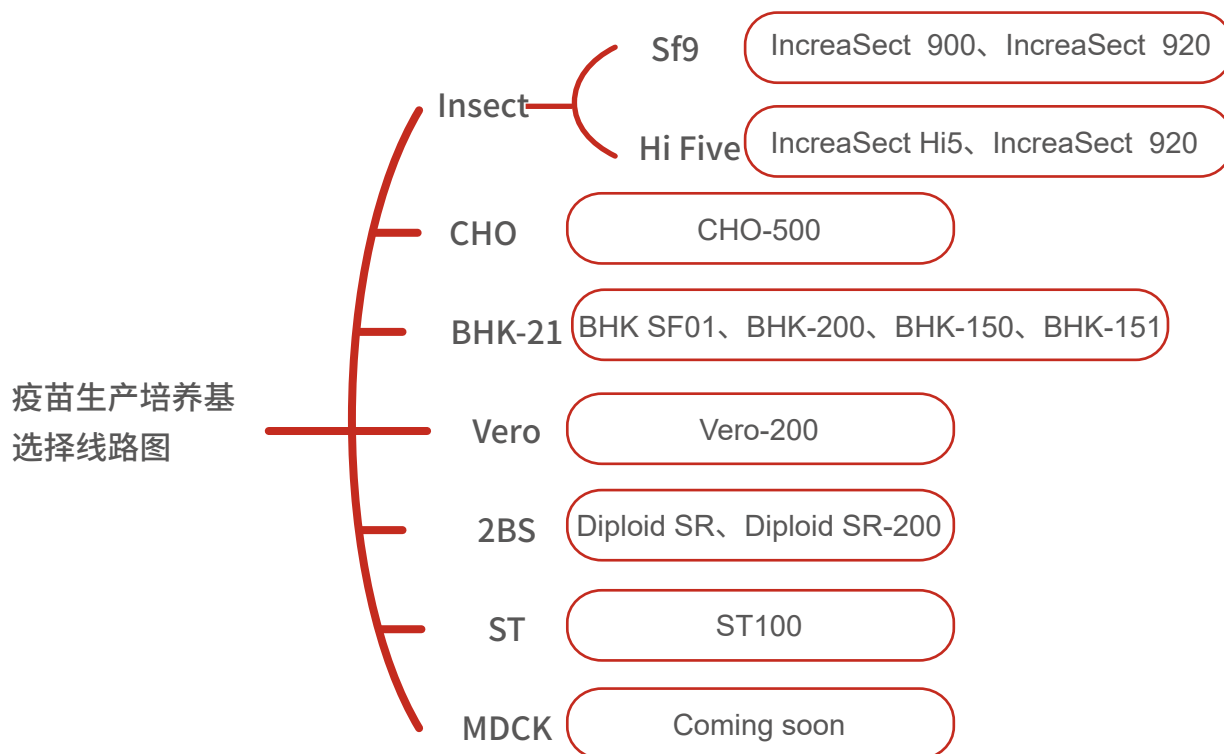 疫苗生产培养基
选择线路图
Insect
Sf9
IncreaSect 900、IncreaSect 920
Hi Five
IncreaSect Hi5、IncreaSect 920
CHO
CHO-500
BHK-21
BHK SF01、BHK-200、BHK-150、BHK-151
Vero
Vero-200
2BS
Diploid SR、Diploid SR-200
ST
ST100
MDCK
Coming soon